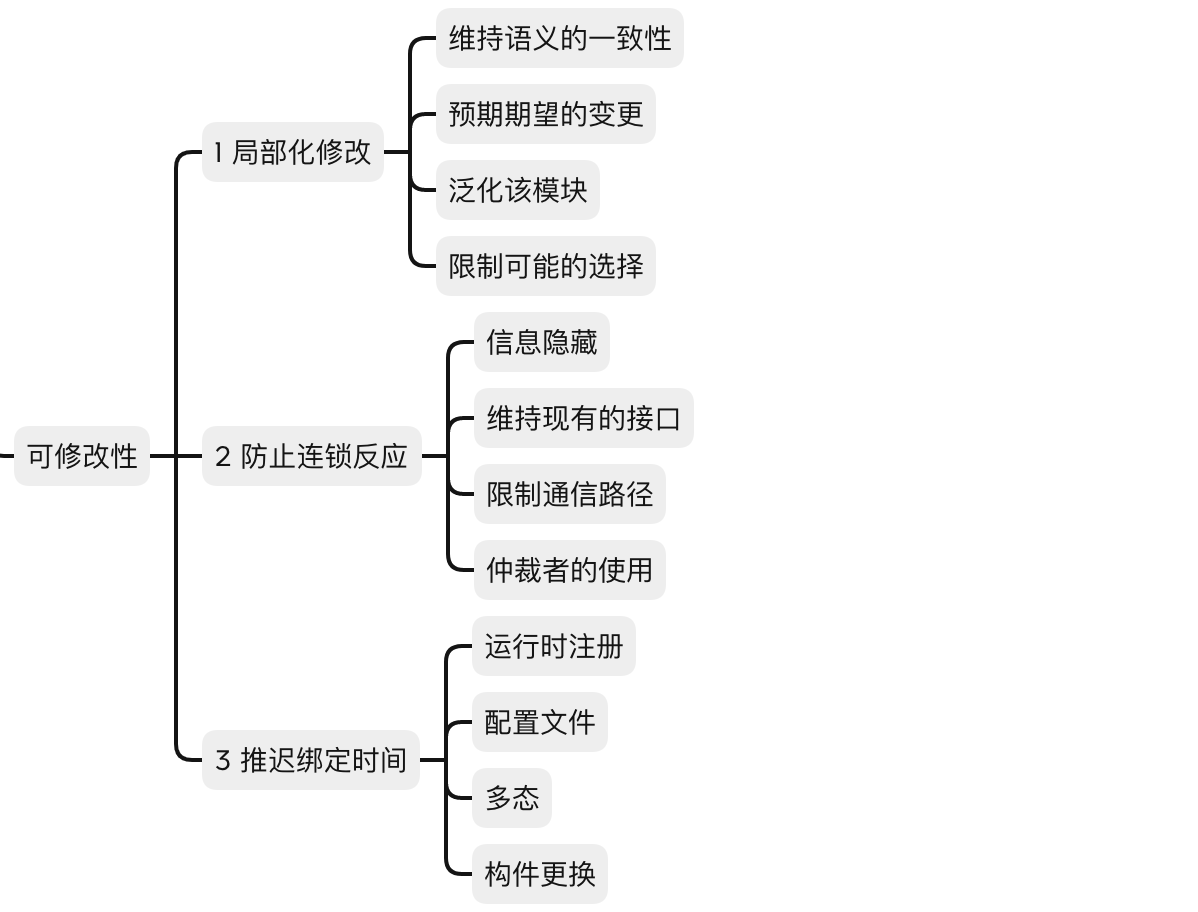 可修改性
1 局部化修改
维持语义的一致性
预期期望的变更
泛化该模块
限制可能的选择
2 防止连锁反应
信息隐藏
维持现有的接口
限制通信路径
仲裁者的使用
3 推迟绑定时间
运行时注册
配置文件
多态
构件更换